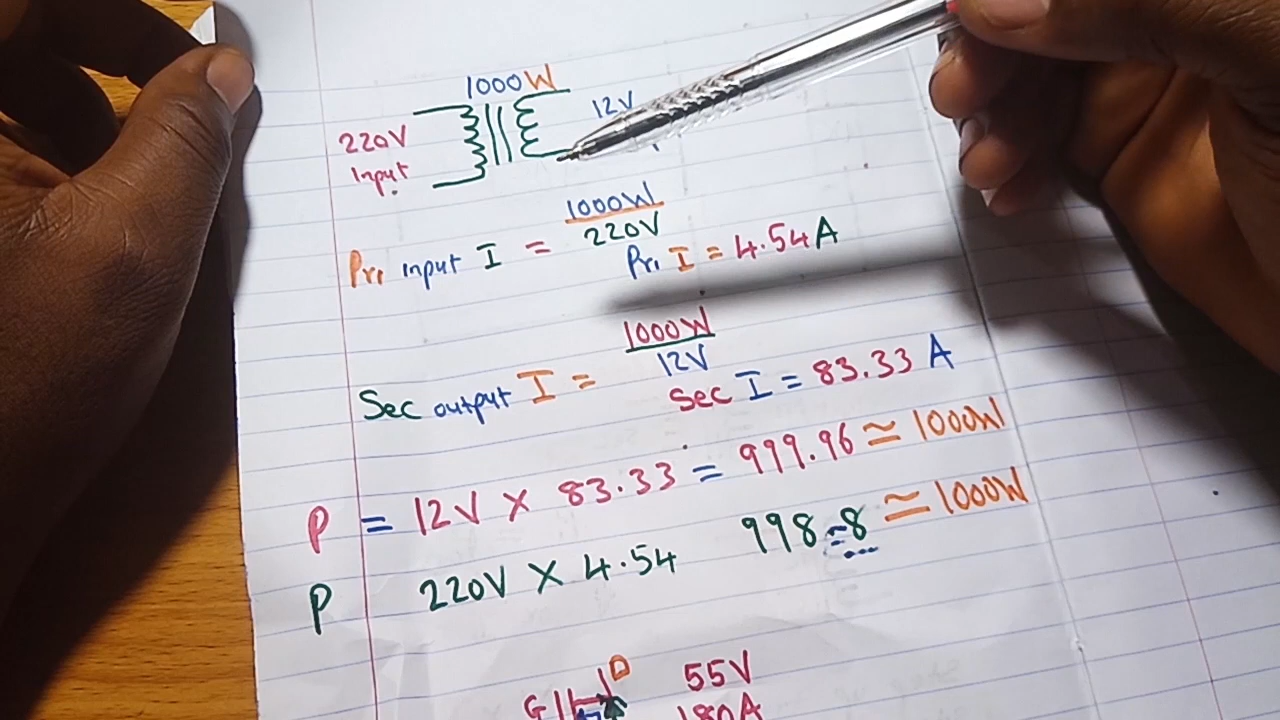 1000W
220V 12V
Input
Pri input I = 1000W / 220V
Pri I = 4.54A
Sec output I = 1000W / 12V
Sec I = 83.33 A
P = 12V × 83.33 = 999.96 ≃ 1000W
P 220V × 4.54 998.8 ≃ 1000W
D 55V
G 180A